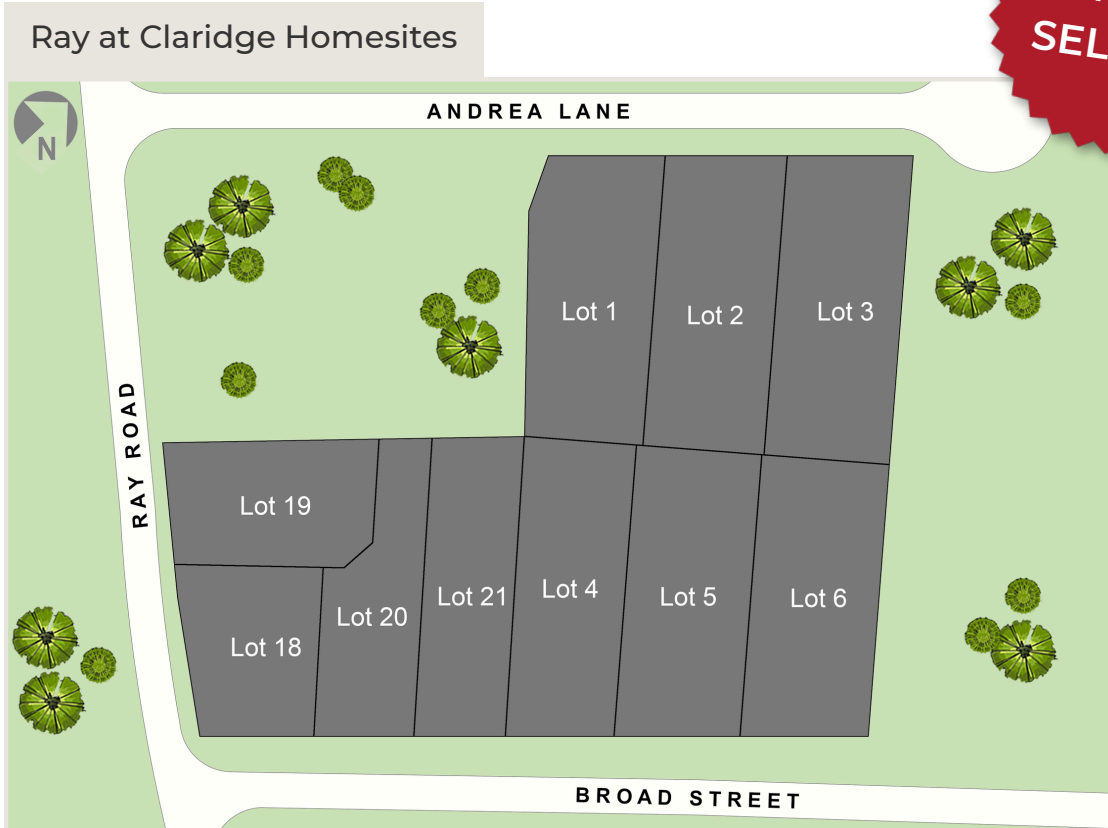 Ray at Claridge Homesites
SEL
N
ANDREA LANE
Lot 1
Lot 2
Lot 3
RAY ROAD
Lot 19
Lot 18
Lot 20
Lot 21
Lot 4
Lot 5
Lot 6
BROAD STREET